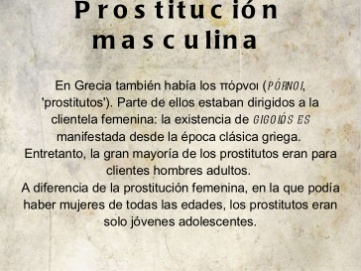 Prostitución
masculina
En Grecia también había los πόρνοι (PÓRNOI,
'prostitutos'). Parte de ellos estaban dirigidos a la
clientela femenina: la existencia de GIGOLÓS ES
manifestada desde la época clásica griega.
Entretanto, la gran mayoría de los prostitutos eran para
clientes hombres adultos.
A diferencia de la prostitución femenina, en la que podía
haber mujeres de todas las edades, los prostitutos eran
solo jóvenes adolescentes.